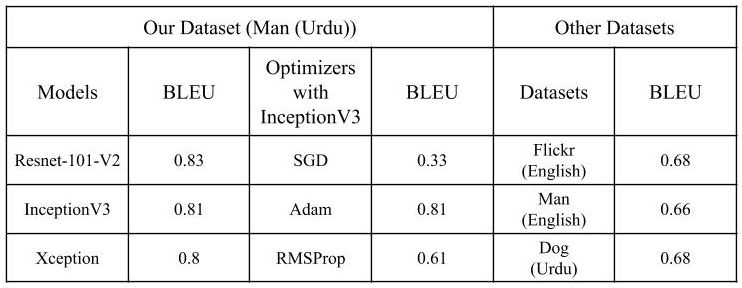 Our Dataset (Man (Urdu))
Other Datasets
Models
BLEU
Optimizers
with
InceptionV3
BLEU
Datasets
BLEU
Resnet-101-V2
0.83
SGD
0.33
Flickr
(English)
0.68
InceptionV3
0.81
Adam
0.81
Man
(English)
0.66
Xception
0.8
RMSProp
0.61
Dog
(Urdu)
0.68